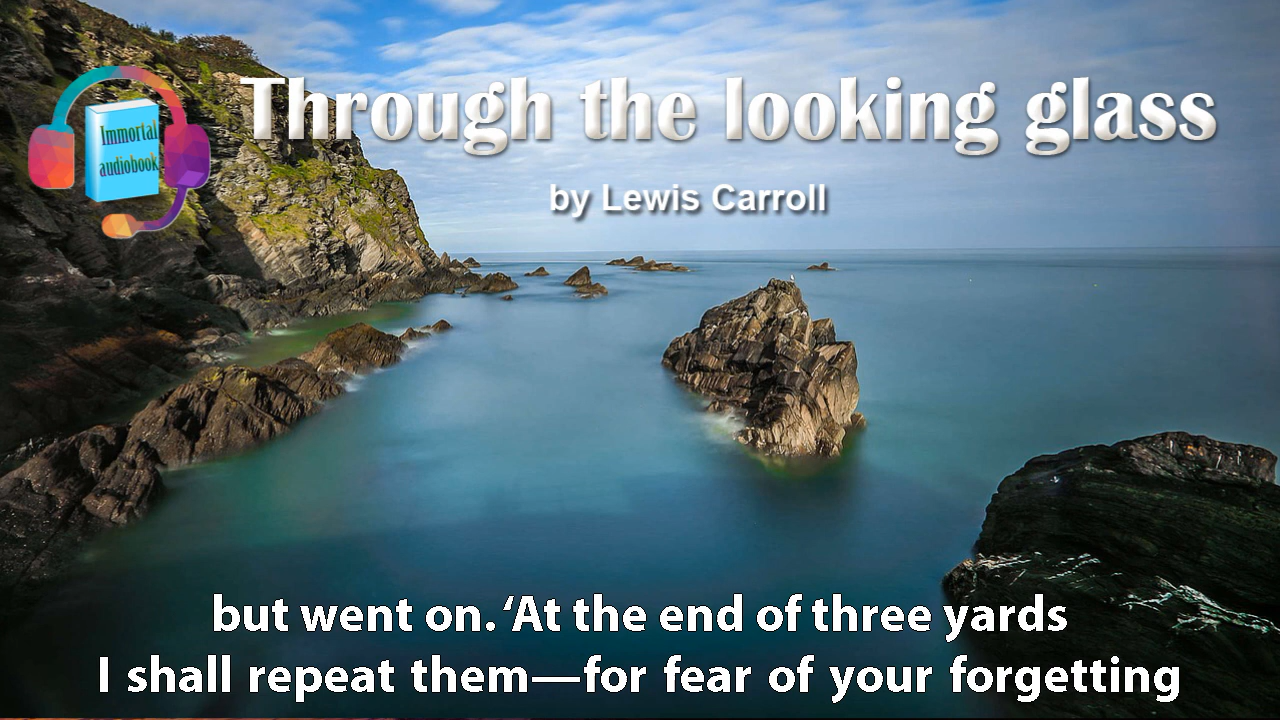 Immortal
audiobook
Through the looking glass
by Lewis Carroll
but went on. ‘At the end of three yards
I shall repeat them—for fear of your forgetting